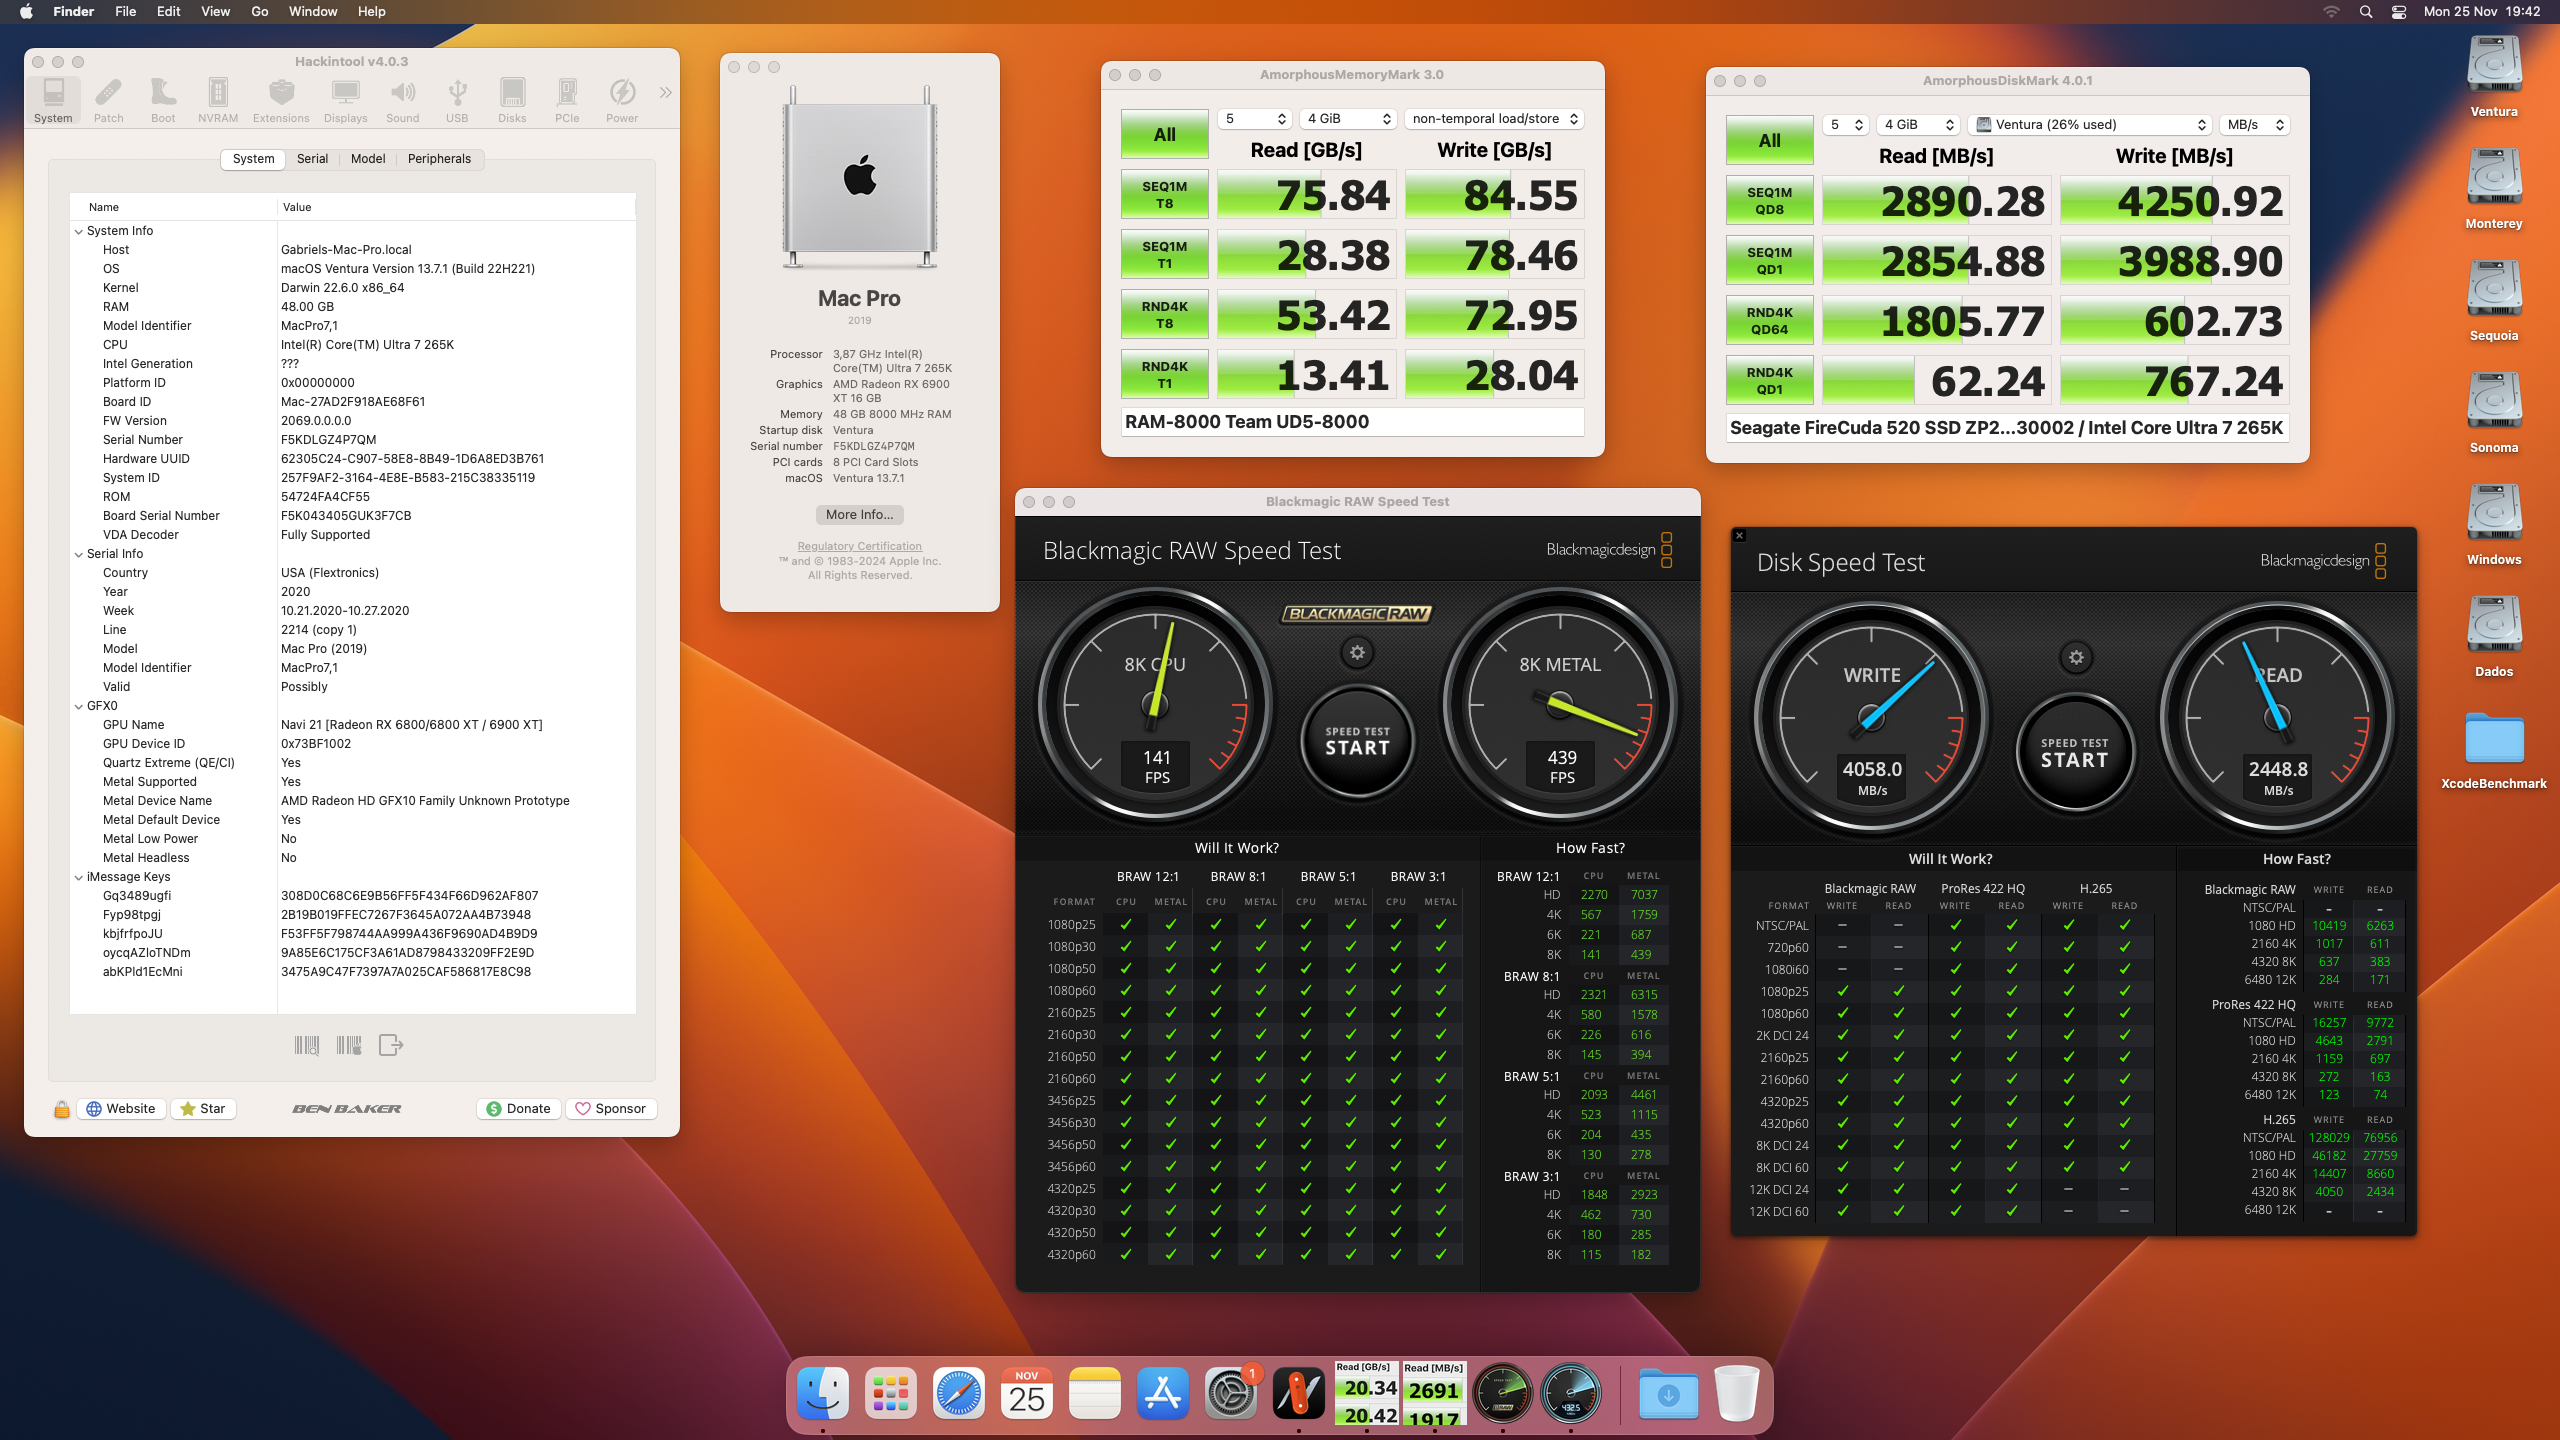 Finder File Edit View Go Window Help
Mon 25 Nov 19:42
Hackintool v4.0.3
System Patch Boot NVRAM Extensions Displays Sound USB Disks PCIe Power
System Serial Model Peripherals
Name Value
System Info
Host Gabriels-Mac-Pro.local
OS macOS Ventura Version 13.7.1 (Build 22H221)
Kernel Darwin 22.6.0 x86_64
RAM 48.00 GB
Model Identifier MacPro7,1
CPU Intel(R) Core(TM) Ultra 7 265K
Intel Generation ???
Platform ID 0x00000000
Board ID Mac-27AD2F918AE68F61
FW Version 2069.0.0.0.0
Serial Number F5KDLGZ4P7QM
Hardware UUID 62305C24-C907-58E8-8B49-1D6A8ED3B761
System ID 257F9AF2-3164-4E8E-B583-215C38335119
ROM 54724FA4CF55
Board Serial Number F5K043405GUK3F7CB
VDA Decoder Fully Supported
Serial Info
Country USA (Flextronics)
Year 2020
Week 10.21.2020-10.27.2020
Line 2214 (copy 1)
Model Mac Pro (2019)
Model Identifier MacPro7,1
Valid Possibly
GFX0
GPU Name Navi 21 [Radeon RX 6800/6800 XT / 6900 XT]
GPU Device ID 0x73BF1002
Quartz Extreme (QE/CI) Yes
Metal Supported Yes
Metal Device Name AMD Radeon HD GFX10 Family Unknown Prototype
Metal Default Device Yes
Metal Low Power No
Metal Headless No
iMessage Keys
Gq3489ugfi 308D0C68C6E9B56FF5F434F66D962AF807
Fyp98tpgj 2B19B019FFEC7267F3645A072AA4B73948
kbjfrfpoJU F53FF5F798744AA999A436F9690AD4B9D9
oycqAZloTNDm 9A85E6C175CF3A61AD8798433209FF2E9D
abKPld1EcMni 3475A9C47F7397A7A025CAF586817E8C98
Website Star BEN BAKER Donate Sponsor
Mac Pro
2019
Processor 3,87 GHz Intel(R)
Core(TM) Ultra 7 265K
Graphics AMD Radeon RX 6900
XT 16 GB
Memory 48 GB 8000 MHz RAM
Startup disk Ventura
Serial number F5KDLGZ4P7QM
PCI cards 8 PCI Card Slots
macOS Ventura 13.7.1
More Info...
Regulatory Certification
™ and © 1983-2024 Apple Inc.
All Rights Reserved.
AmorphousMemoryMark 3.0
All 5 4 GiB non-temporal load/store
Read [GB/s] Write [GB/s]
SEQ1M T8 75.84 84.55
SEQ1M T1 28.38 78.46
RND4K T8 53.42 72.95
RND4K T1 13.41 28.04
RAM-8000 Team UD5-8000
AmorphousDiskMark 4.0.1
All 5 4 GiB Ventura (26% used) MB/s
Read [MB/s] Write [MB/s]
SEQ1M QD8 2890.28 4250.92
SEQ1M QD1 2854.88 3988.90
RND4K QD64 1805.77 602.73
RND4K QD1 62.24 767.24
Seagate FireCuda 520 SSD ZP2...30002 / Intel Core Ultra 7 265K
Blackmagic RAW Speed Test
Blackmagic RAW Speed Test Blackmagicdesign
BLACKMAGIC RAW
8K CPU 8K METAL
SPEED TEST
START
141 FPS 439 FPS
Will It Work? How Fast?
BRAW 12:1 BRAW 8:1 BRAW 5:1 BRAW 3:1
FORMAT CPU METAL CPU METAL CPU METAL CPU METAL
1080p25
1080p30
1080p50
1080p60
2160p25
2160p30
2160p50
2160p60
3456p25
3456p30
3456p50
3456p60
4320p25
4320p30
4320p50
4320p60
BRAW 12:1 CPU METAL
HD 2270 7037
4K 567 1759
6K 221 687
8K 141 439
BRAW 8:1 CPU METAL
HD 2321 6315
4K 580 1578
6K 226 616
8K 145 394
BRAW 5:1 CPU METAL
HD 2093 4461
4K 523 1115
6K 204 435
8K 130 278
BRAW 3:1 CPU METAL
HD 1848 2923
4K 462 730
6K 180 285
8K 115 182
Disk Speed Test Blackmagicdesign
WRITE READ
SPEED TEST
START
4058.0 MB/s 2448.8 MB/s
Will It Work? How Fast?
Blackmagic RAW ProRes 422 HQ H.265
FORMAT WRITE READ WRITE READ WRITE READ
NTSC/PAL – –
720p60 – –
1080i60 – –
1080p25
1080p60
2K DCI 24
2160p25
2160p60
4320p25
4320p60
8K DCI 24
8K DCI 60
12K DCI 24 – –
12K DCI 60 – –
Blackmagic RAW WRITE READ
NTSC/PAL - -
1080 HD 10419 6263
2160 4K 1017 611
4320 8K 637 383
6480 12K 284 171
ProRes 422 HQ WRITE READ
NTSC/PAL 16257 9772
1080 HD 4643 2791
2160 4K 1159 697
4320 8K 272 163
6480 12K 123 74
H.265 WRITE READ
NTSC/PAL 128029 76956
1080 HD 46182 27759
2160 4K 14407 8660
4320 8K 4050 2434
6480 12K - -
Ventura
Monterey
Sequoia
Sonoma
Windows
Dados
XcodeBenchmark
NOV
25
1
Read [GB/s]
20.34
20.42
Read [MB/s]
2691
1917
432.5